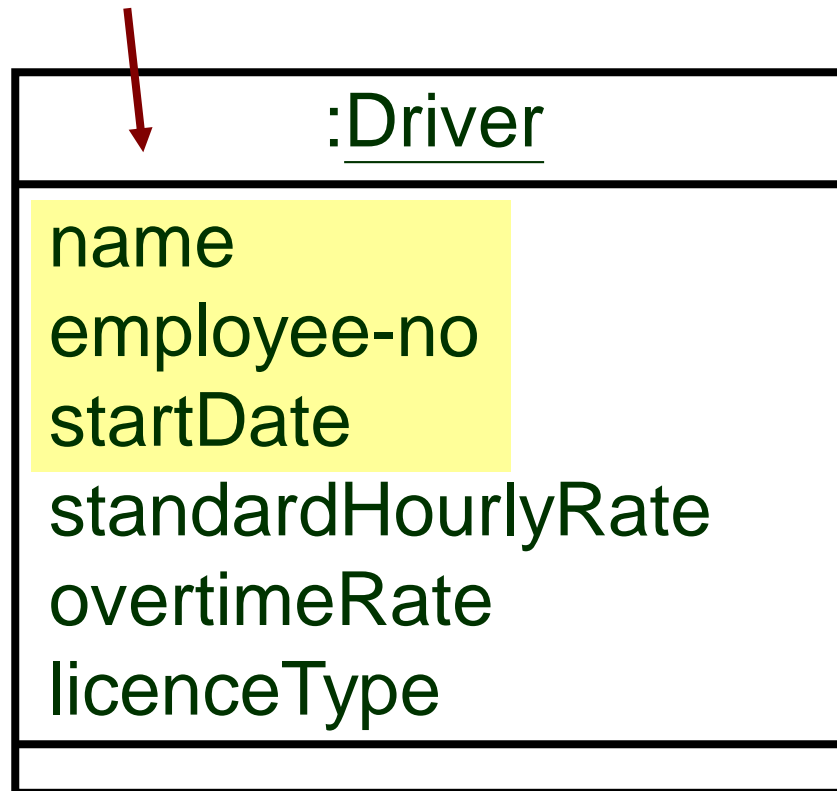 :Driver
name
employee-no
startDate
standardHourlyRate
overtimeRate
licenceType